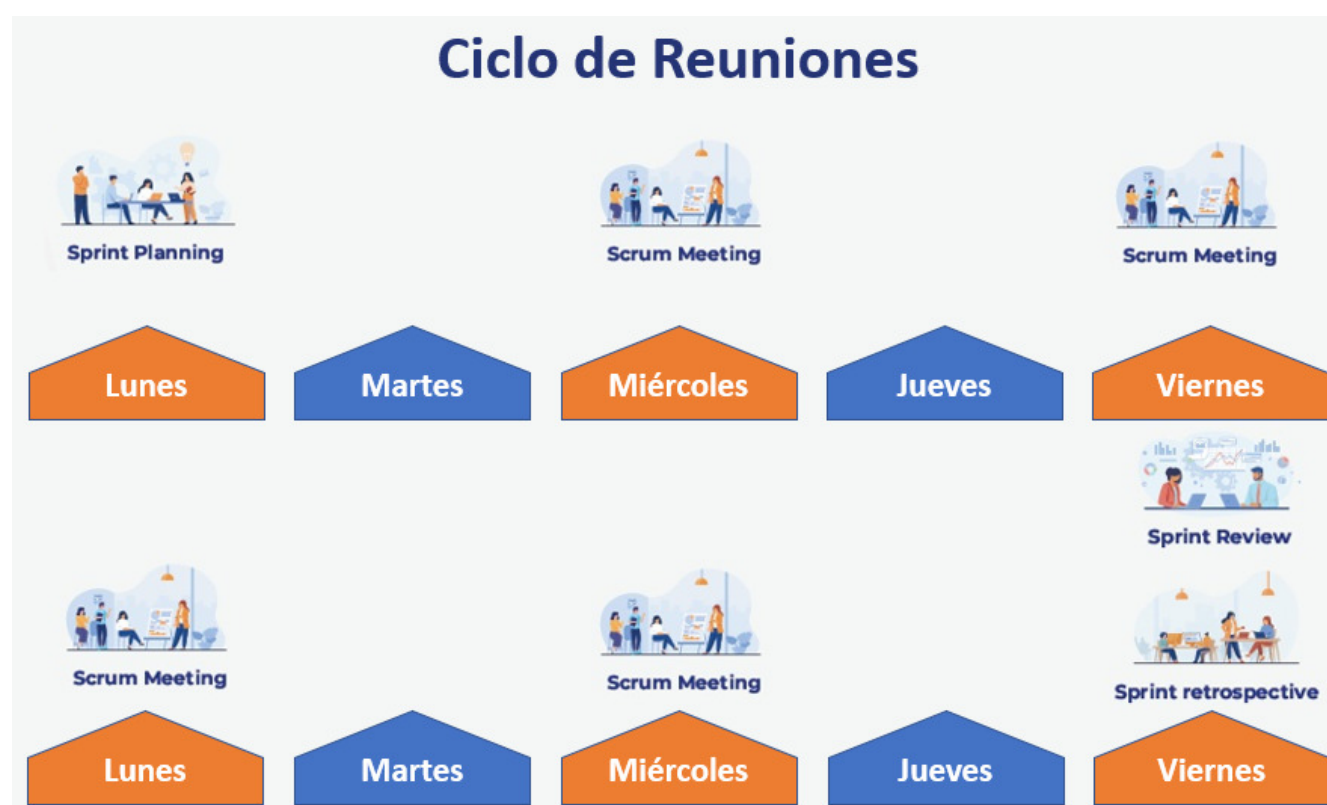 Ciclo de Reuniones
Sprint Planning
Scrum Meeting
Scrum Meeting
Lunes
Martes
Miércoles
Jueves
Viernes
Sprint Review
Scrum Meeting
Scrum Meeting
Sprint retrospective
Lunes
Martes
Miércoles
Jueves
Viernes